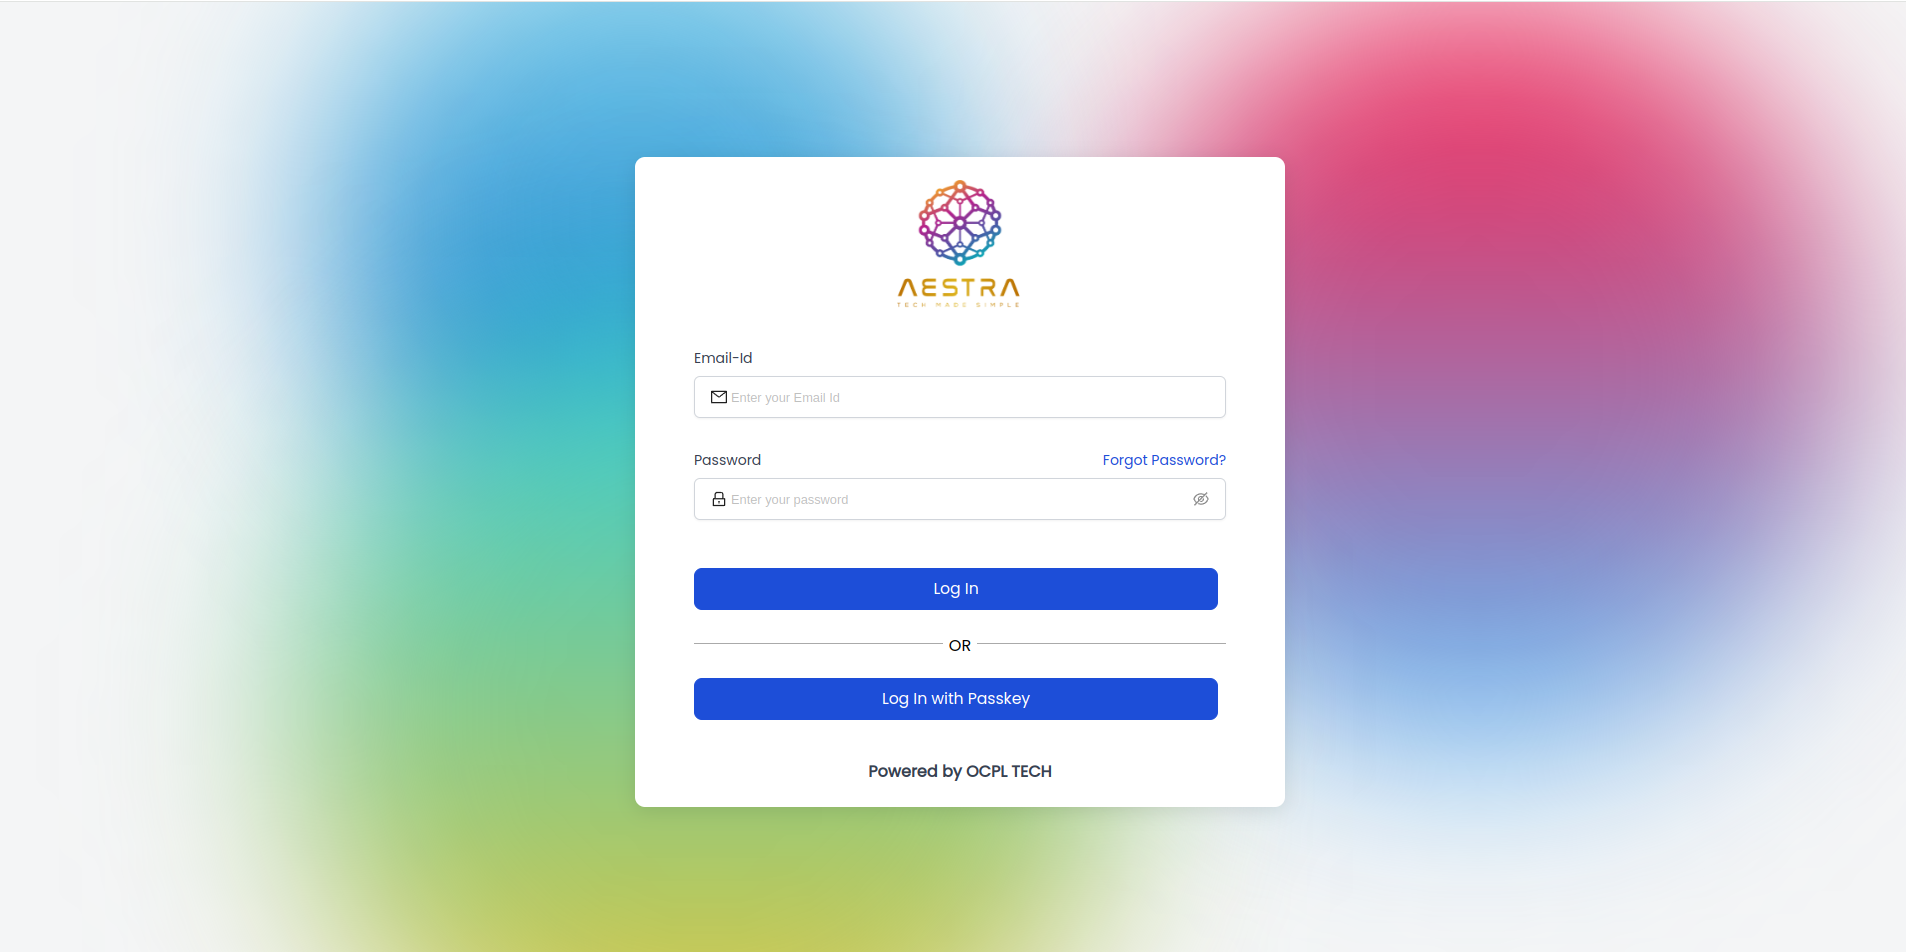 AESTRA
TECH MADE SIMPLE
Email-Id
Enter your Email Id
Password Forgot Password?
Enter your password
Log In
OR
Log In with Passkey
Powered by OCPL TECH